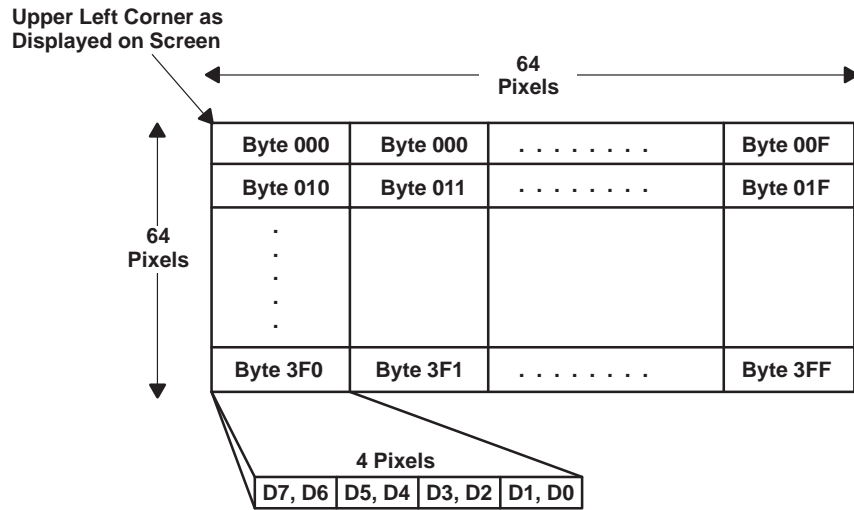 Upper Left Corner as
Displayed on Screen
64
Pixels
Byte 000 Byte 000 . . . . . . . . Byte 00F
Byte 010 Byte 011 . . . . . . . . Byte 01F
64
Pixels
.
.
.
.
.
Byte 3F0 Byte 3F1 . . . . . . . . Byte 3FF
4 Pixels
D7, D6 D5, D4 D3, D2 D1, D0